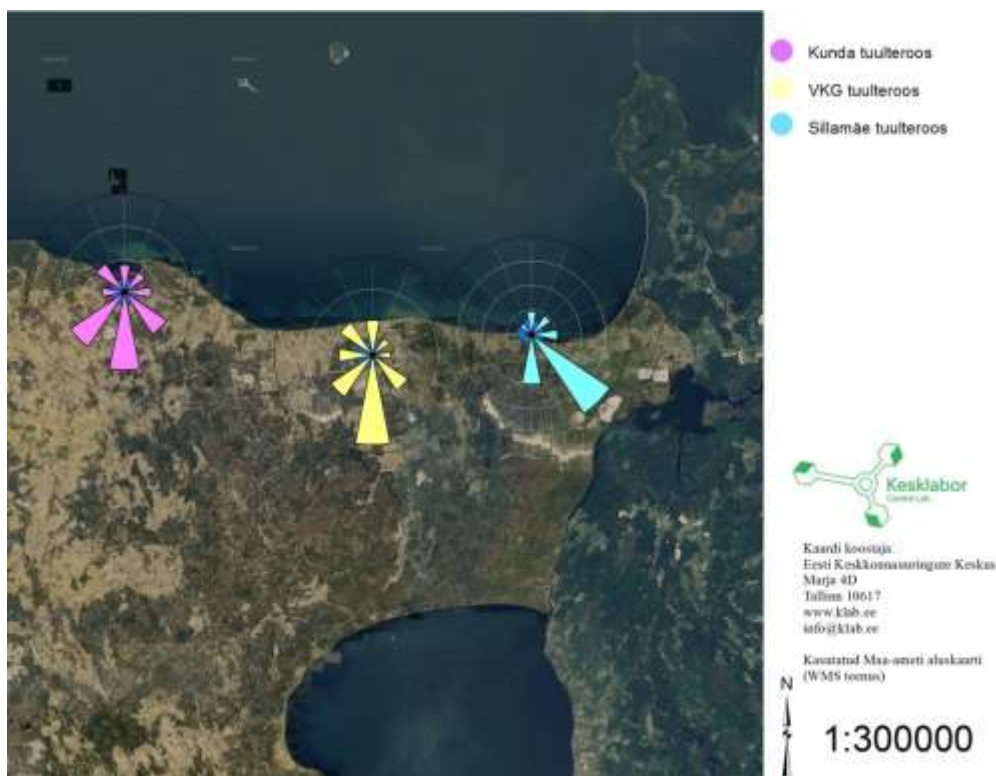 Kunda tuulteroos
VKG tuulteroos
Sillamäe tuulteroos
Kesklabor
Central Lab
Kaardi koostaja:
Eesti Keskkonnauuringute Keskus
Marja 4D
Tallinn 10617
www.klab.ee
info@klab.ee
Kasutatud Maa-ameti aluskaarti
(WMS teenus)
N
S
1:300000